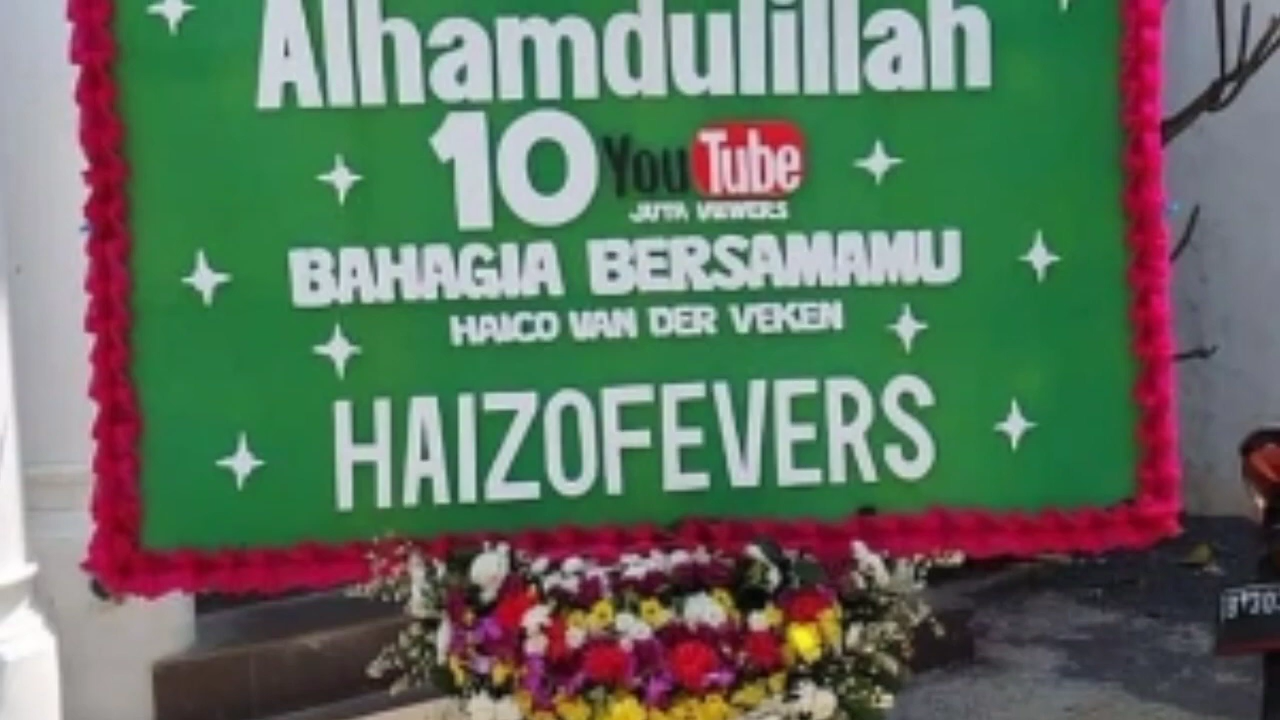 Alhamdulillah
10 YouTube
JUTA VIEWERS
BAHAGIA BERSAMAMU
HAICO VAN DER VEKEN
HAIZOFEVERS